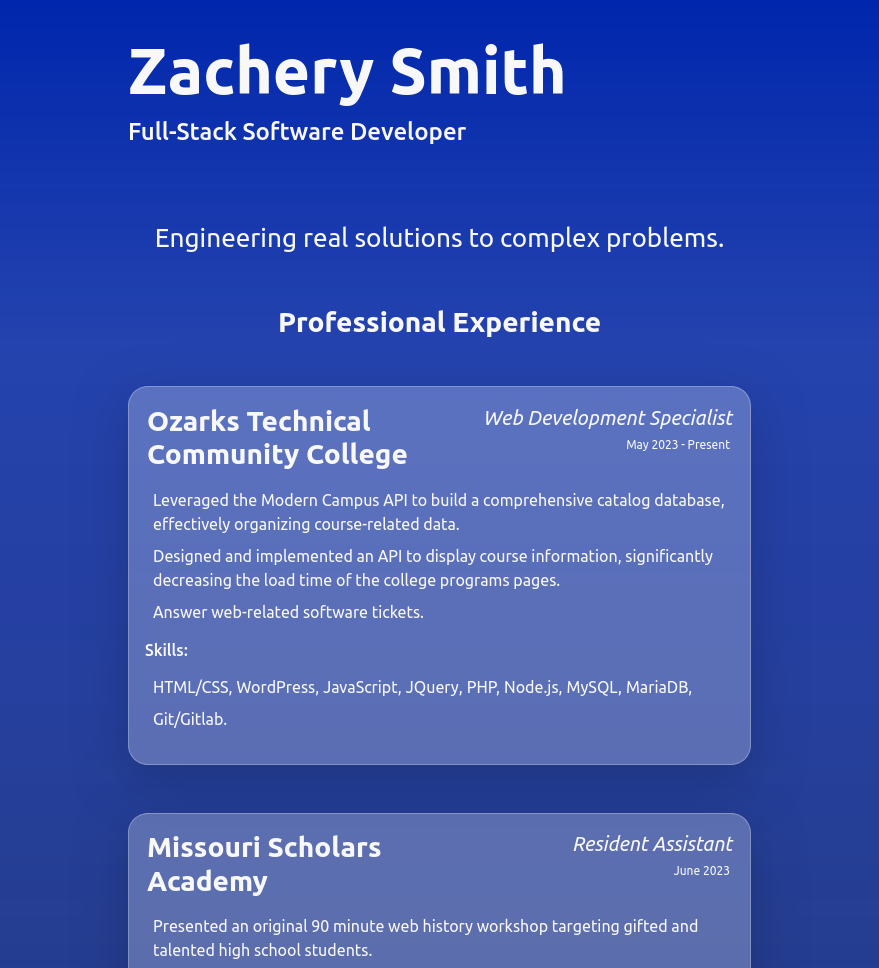 Zachery Smith
Full-Stack Software Developer
Engineering real solutions to complex problems.
Professional Experience
Ozarks Technical
Community College
Web Development Specialist
May 2023 - Present
Leveraged the Modern Campus API to build a comprehensive catalog database,
effectively organizing course-related data.
Designed and implemented an API to display course information, significantly
decreasing the load time of the college programs pages.
Answer web-related software tickets.
Skills:
HTML/CSS, WordPress, JavaScript, JQuery, PHP, Node.js, MySQL, MariaDB,
Git/Gitlab.
Missouri Scholars
Academy
Resident Assistant
June 2023
Presented an original 90 minute web history workshop targeting gifted and
talented high school students.